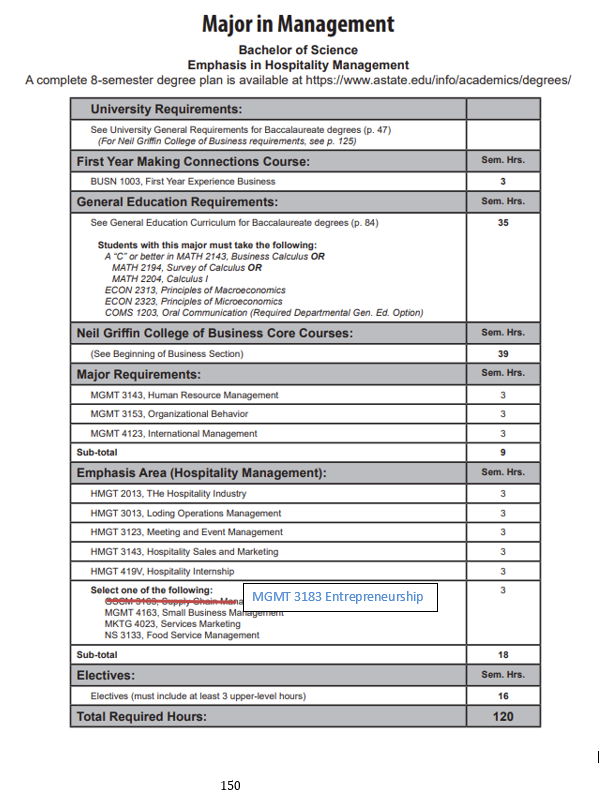 Major in Management
Bachelor of Science
Emphasis in Hospitality Management
A complete 8-semester degree plan is available at https://www.astate.edu/info/academics/degrees/
University Requirements:
See University General Requirements for Baccalaureate degrees (p. 47)
(For Neil Griffin College of Business requirements, see p. 125)
First Year Making Connections Course: Sem. Hrs.
BUSN 1003, First Year Experience Business 3
General Education Requirements: Sem. Hrs.
See General Education Curriculum for Baccalaureate degrees (p. 84) 35
Students with this major must take the following:
A “C” or better in MATH 2143, Business Calculus OR
MATH 2194, Survey of Calculus OR
MATH 2204, Calculus I
ECON 2313, Principles of Macroeconomics
ECON 2323, Principles of Microeconomics
COMS 1203, Oral Communication (Required Departmental Gen. Ed. Option)
Neil Griffin College of Business Core Courses: Sem. Hrs.
(See Beginning of Business Section) 39
Major Requirements: Sem. Hrs.
MGMT 3143, Human Resource Management 3
MGMT 3153, Organizational Behavior 3
MGMT 4123, International Management 3
Sub-total 9
Emphasis Area (Hospitality Management): Sem. Hrs.
HMGT 2013, THe Hospitality Industry 3
HMGT 3013, Loding Operations Management 3
HMGT 3123, Meeting and Event Management 3
HMGT 3143, Hospitality Sales and Marketing 3
HMGT 419V, Hospitality Internship 3
Select one of the following: 3
Supply Chain Mana MGMT 3183 Entrepreneurship
MGMT 4163, Small Business Management
MKTG 4023, Services Marketing
NS 3133, Food Service Management
Sub-total 18
Electives: Sem. Hrs.
Electives (must include at least 3 upper-level hours) 16
Total Required Hours: 120
150